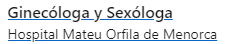 Ginecóloga y Sexóloga
Hospital Mateu Orfila de Menorca